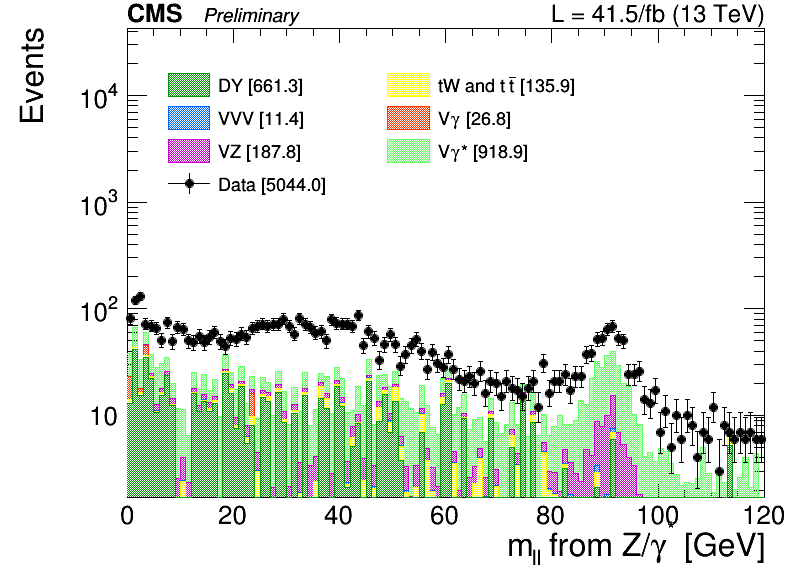 CMS Preliminary L = 41.5/fb (13 TeV)
Events
DY [661.3] tW and t t̅ [135.9]
VVV [11.4] Vγ [26.8]
VZ [187.8] Vγ* [918.9]
Data [5044.0]
10⁴
10³
10²
10
0 20 40 60 80 100 120
m_ll from Z/γ* [GeV]